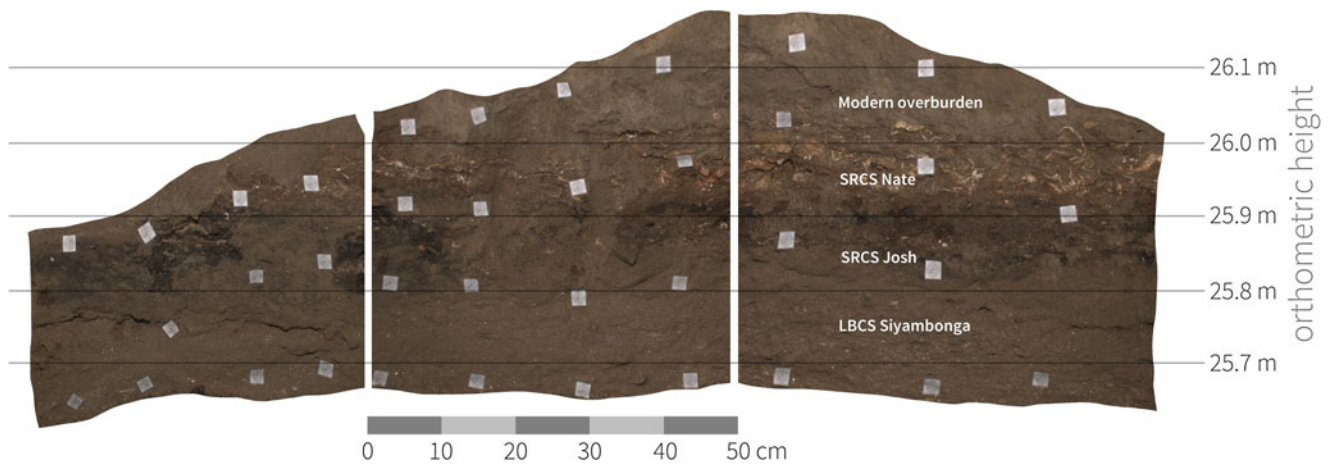 26.1 m
Modern overburden
26.0 m
SRCS Nate
25.9 m
SRCS Josh
25.8 m
LBCS Siyambonga
25.7 m
orthometric height
0 10 20 30 40 50 cm